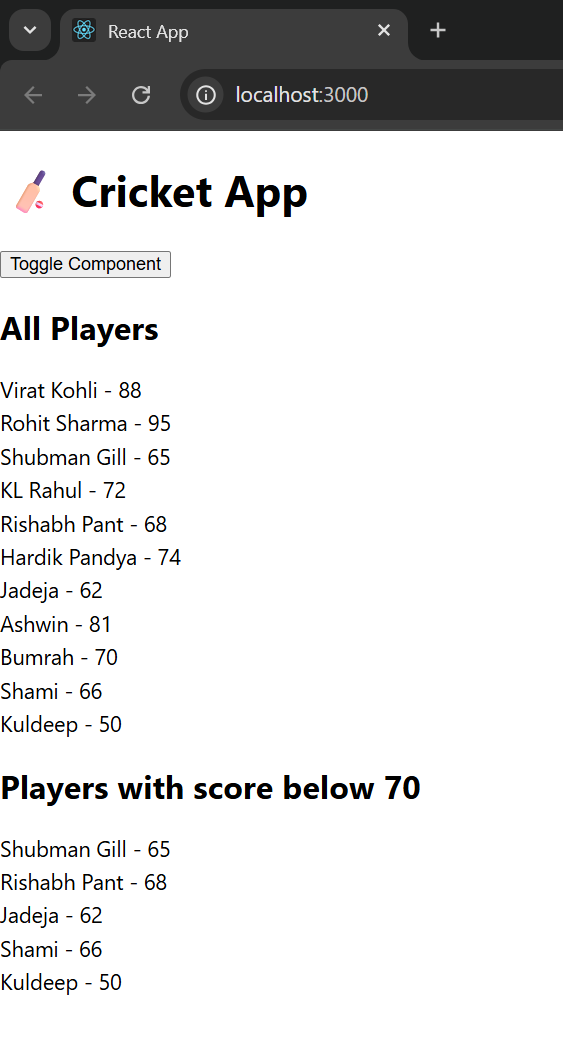 React App
localhost:3000
Cricket App
Toggle Component
All Players
Virat Kohli - 88
Rohit Sharma - 95
Shubman Gill - 65
KL Rahul - 72
Rishabh Pant - 68
Hardik Pandya - 74
Jadeja - 62
Ashwin - 81
Bumrah - 70
Shami - 66
Kuldeep - 50
Players with score below 70
Shubman Gill - 65
Rishabh Pant - 68
Jadeja - 62
Shami - 66
Kuldeep - 50